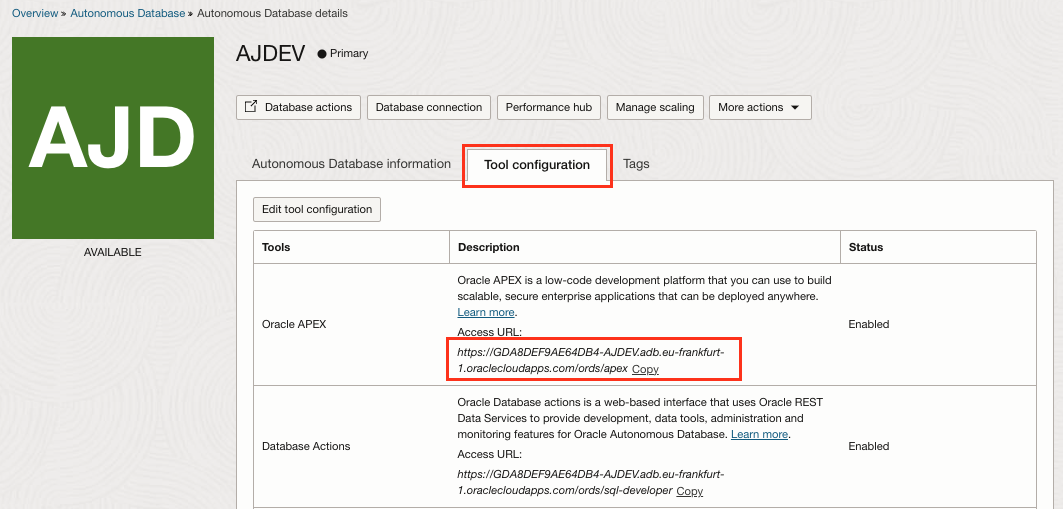 Overview » Autonomous Database » Autonomous Database details
AJD
AVAILABLE
AJDEV
Primary
Database actions
Database connection
Performance hub
Manage scaling
More actions
Autonomous Database information
Tool configuration
Tags
Edit tool configuration
Tools
Description
Status
Oracle APEX
Oracle APEX is a low-code development platform that you can use to build
scalable, secure enterprise applications that can be deployed anywhere.
Learn more.
Access URL:
https://GDA8DEF9AE64DB4-AJDEV.adb.eu-frankfurt-
1.oraclecloudapps.com/ords/apex Copy
Enabled
Database Actions
Oracle Database actions is a web-based interface that uses Oracle REST
Data Services to provide development, data tools, administration and
monitoring features for Oracle Autonomous Database. Learn more.
Access URL:
https://GDA8DEF9AE64DB4-AJDEV.adb.eu-frankfurt-
1.oraclecloudapps.com/ords/sql-developer Copy
Enabled